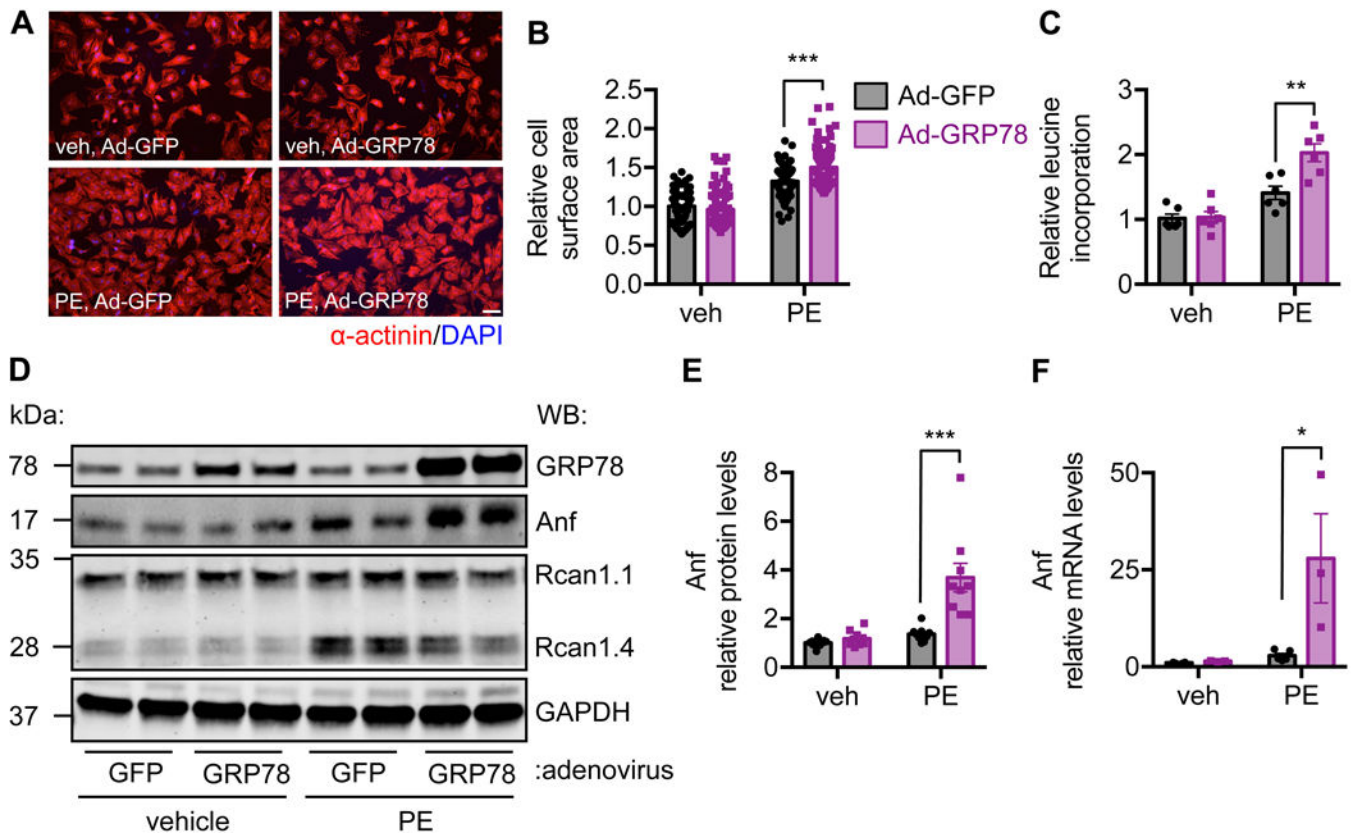 A
veh, Ad-GFP
veh, Ad-GRP78
PE, Ad-GFP
PE, Ad-GRP78
α-actinin/DAPI
B
***
Relative cell
surface area
2.5
2.0
1.5
1.0
0.5
0.0
veh
PE
Ad-GFP
Ad-GRP78
C
**
Relative leucine
incorporation
3
2
1
0
veh
PE
D
kDa:
WB:
78
GRP78
17
Anf
35
Rcan1.1
28
Rcan1.4
37
GAPDH
GFP
GRP78
GFP
GRP78
:adenovirus
vehicle
PE
E
***
Anf
relative protein levels
8
6
4
2
0
veh
PE
F
*
Anf
relative mRNA levels
50
25
0
veh
PE